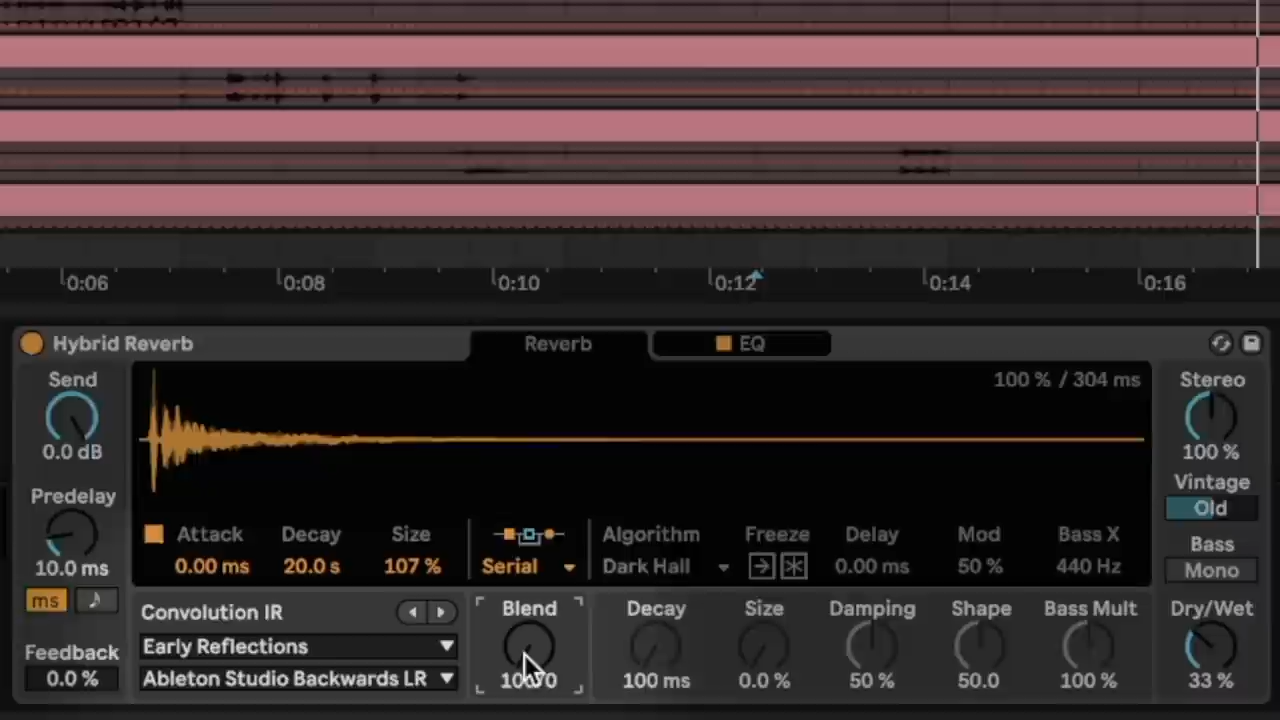 0:06 0:08 0:10 0:12 0:14 0:16
Hybrid Reverb Reverb EQ
Send
0.0 dB
Predelay
10.0 ms
ms
Feedback
0.0 %
100 % / 304 ms
Attack Decay Size
0.00 ms 20.0 s 107 %
Serial
Algorithm Freeze Delay Mod Bass X
Dark Hall 0.00 ms 50 % 440 Hz
Convolution IR
Early Reflections
Ableton Studio Backwards LR
Blend
Decay Size Damping Shape Bass Mult
100 ms 0.0 % 50 % 50.0 100 %
Stereo
100 %
Vintage
Old
Bass
Mono
Dry/Wet
33 %